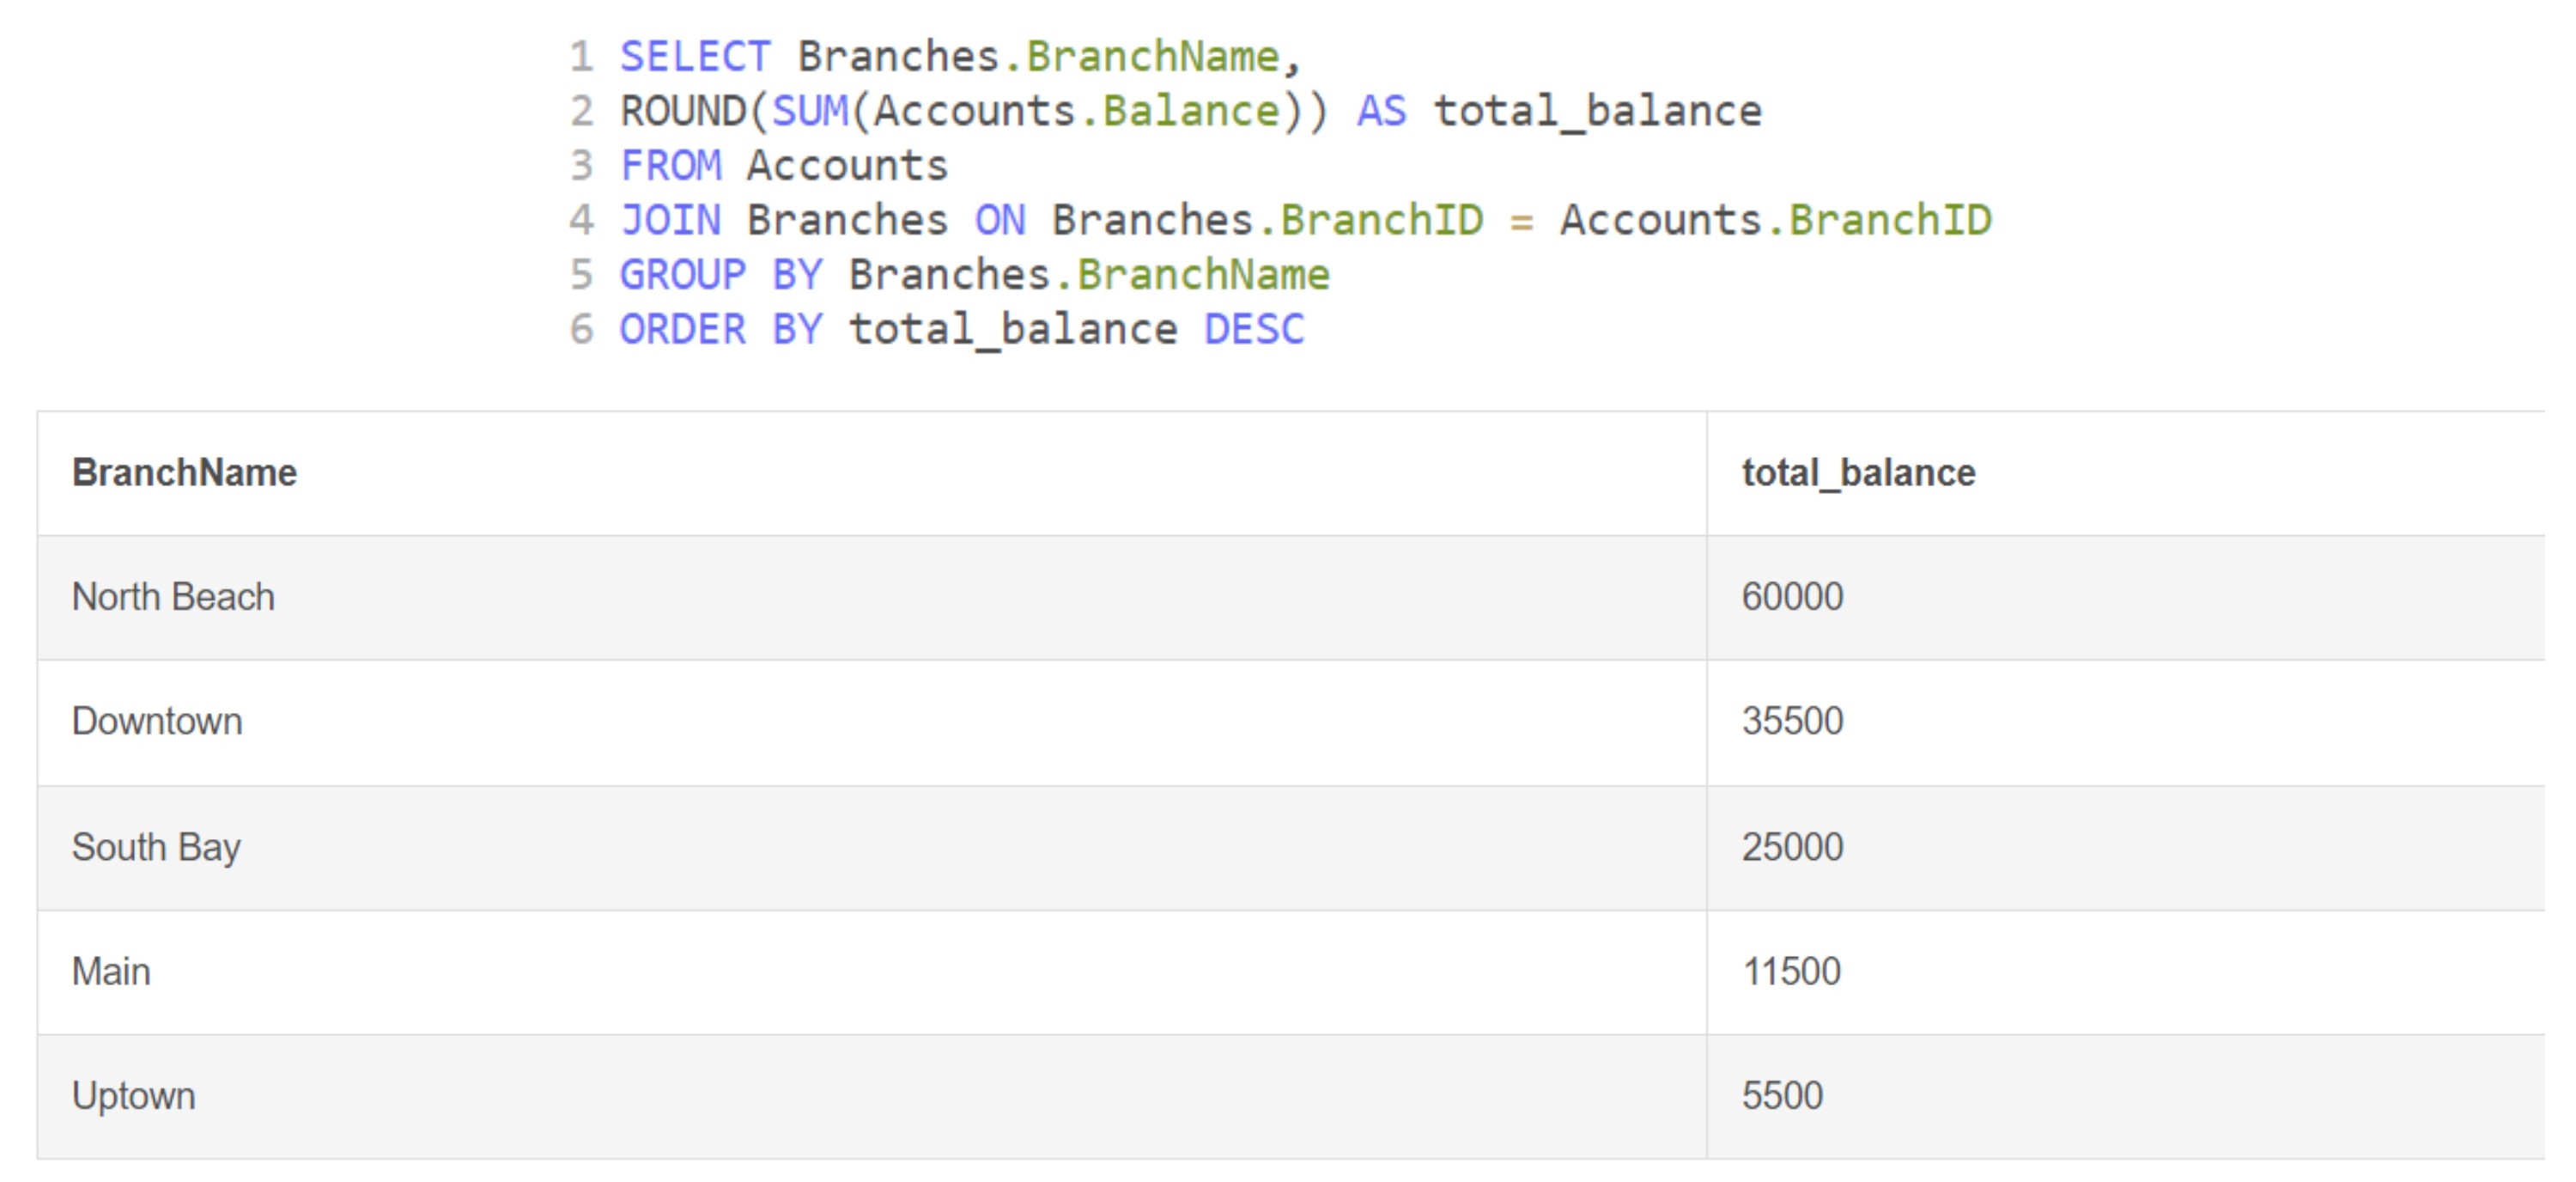 1 SELECT Branches.BranchName,
2 ROUND(SUM(Accounts.Balance)) AS total_balance
3 FROM Accounts
4 JOIN Branches ON Branches.BranchID = Accounts.BranchID
5 GROUP BY Branches.BranchName
6 ORDER BY total_balance DESC
BranchName total_balance
North Beach 60000
Downtown 35500
South Bay 25000
Main 11500
Uptown 5500